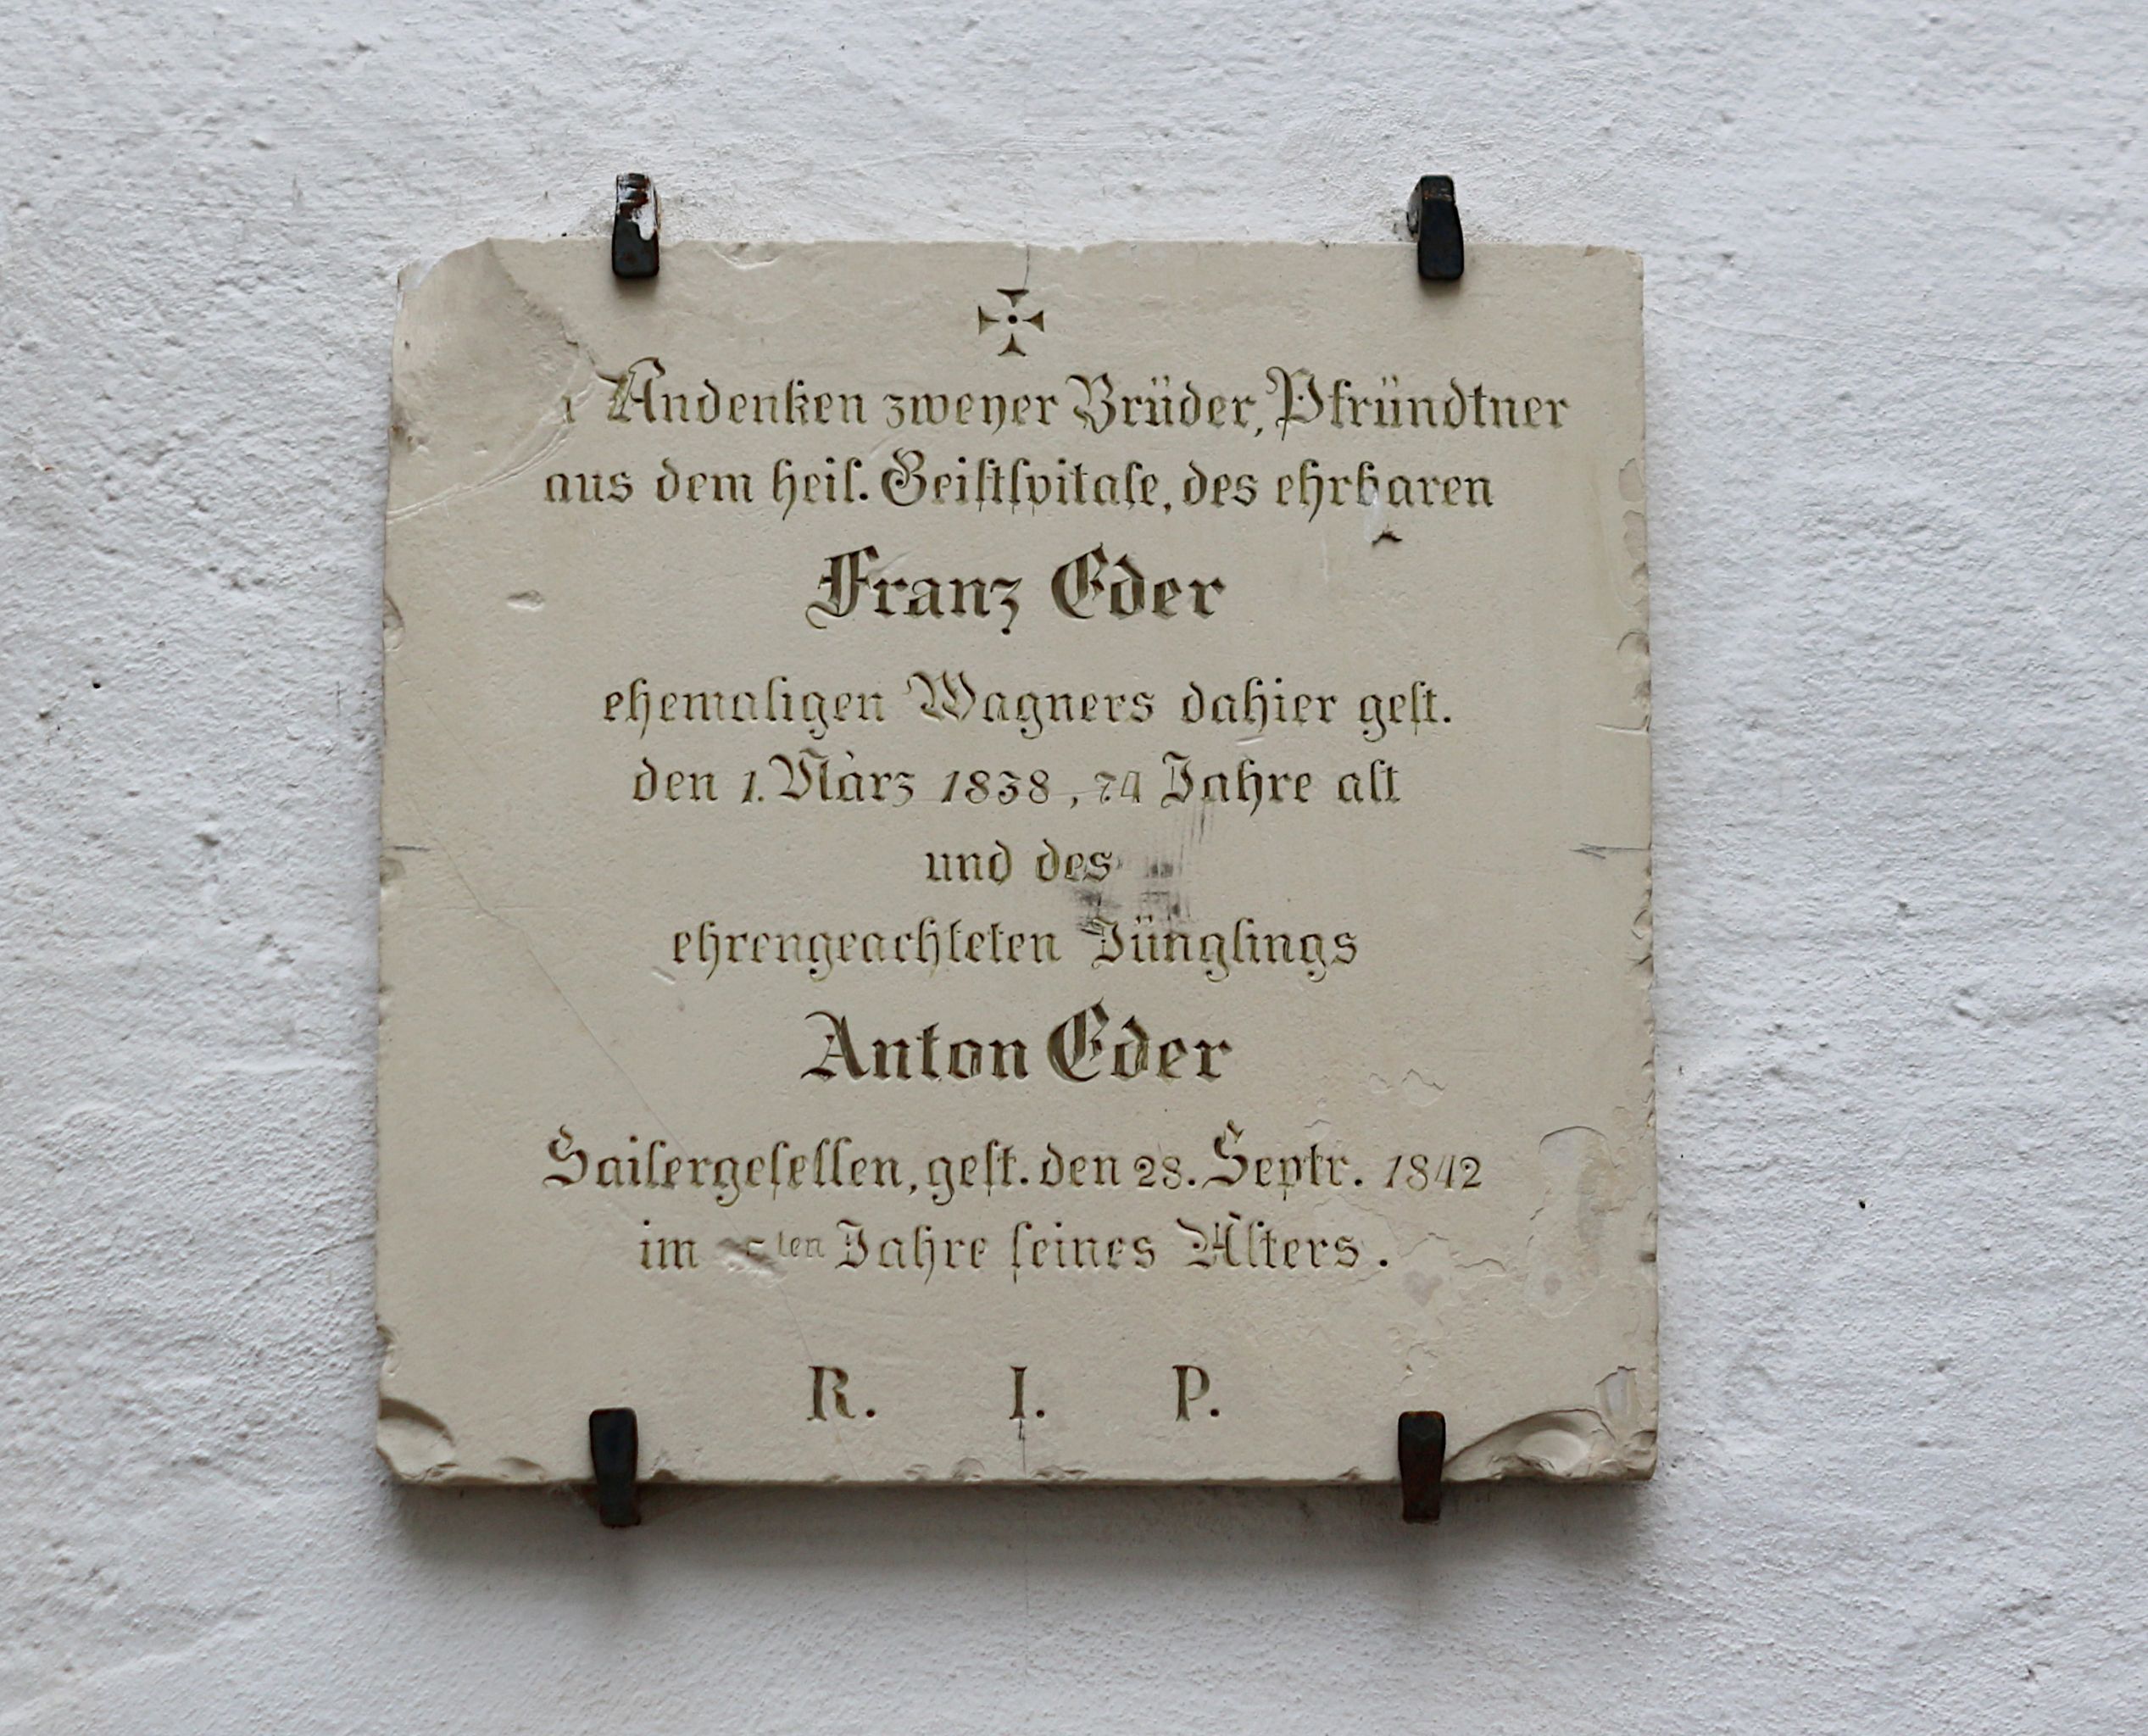 Andenken zweyer Brüder, Pfründtner
aus dem heil. Geistspitale, des ehrbaren
Franz Eder
ehemaligen Wagners dahier gest.
den 1. März 1838, 74 Jahre alt
und des
ehrengeachteten Jünglings
Anton Eder
Sailergesellen, gest. den 28. Septr. 1842
im Jahre seines Alters.
R. I. P.